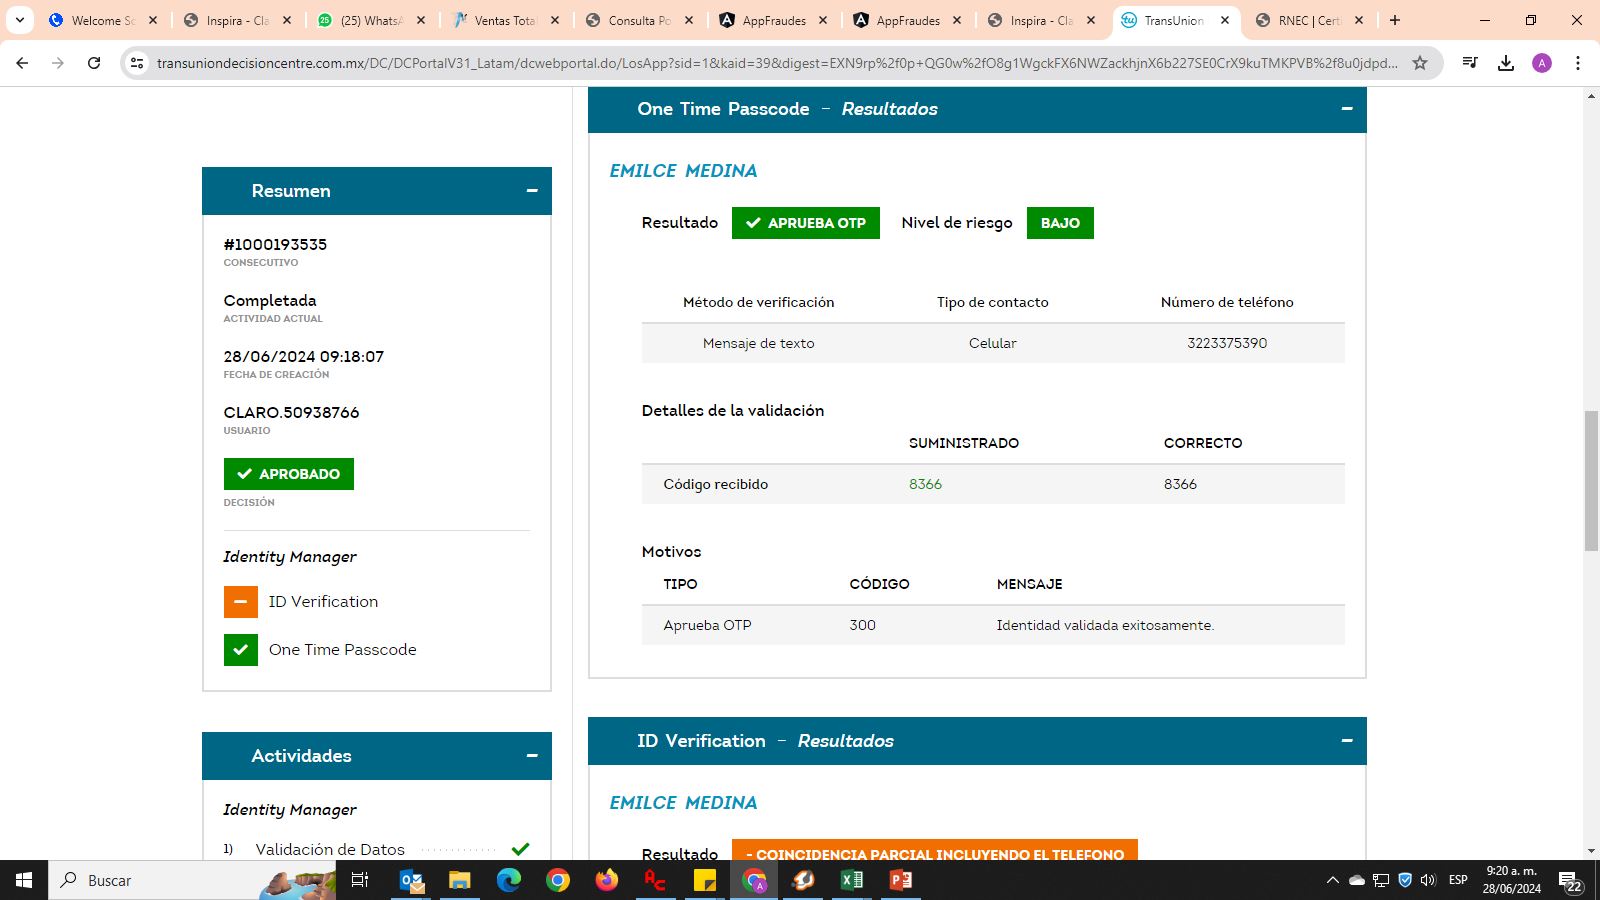 Welcome Sc
Inspira - Cla
(25) WhatsA
Ventas Total
Consulta Po
AppFraudes
AppFraudes
Inspira - Cla
TransUnion
RNEC | Certi
transuniondecisioncentre.com.mx/DC/DCPortalV31_Latam/dcwebportal.do/LosApp?sid=1&kaid=39&digest=EXN9rp%2f0p+QG0w%2fO8g1WgckFX6NWZackhjnX6b227SE0CrX9kuTMKPVB%2f8u0jdpd...
A
Resumen
#1000193535
CONSECUTIVO
Completada
ACTIVIDAD ACTUAL
28/06/2024 09:18:07
FECHA DE CREACIÓN
CLARO.50938766
USUARIO
APROBADO
DECISIÓN
Identity Manager
ID Verification
One Time Passcode
Actividades
Identity Manager
1) Validación de Datos
One Time Passcode – Resultados
EMILCE MEDINA
Resultado APRUEBA OTP Nivel de riesgo BAJO
Método de verificación Tipo de contacto Número de teléfono
Mensaje de texto Celular 3223375390
Detalles de la validación
SUMINISTRADO CORRECTO
Código recibido 8366 8366
Motivos
TIPO CÓDIGO MENSAJE
Aprueba OTP 300 Identidad validada exitosamente.
ID Verification – Resultados
EMILCE MEDINA
Resultado - COINCIDENCIA PARCIAL INCLUYENDO EL TELEFONO
Buscar
ESP
9:20 a. m.
28/06/2024
22